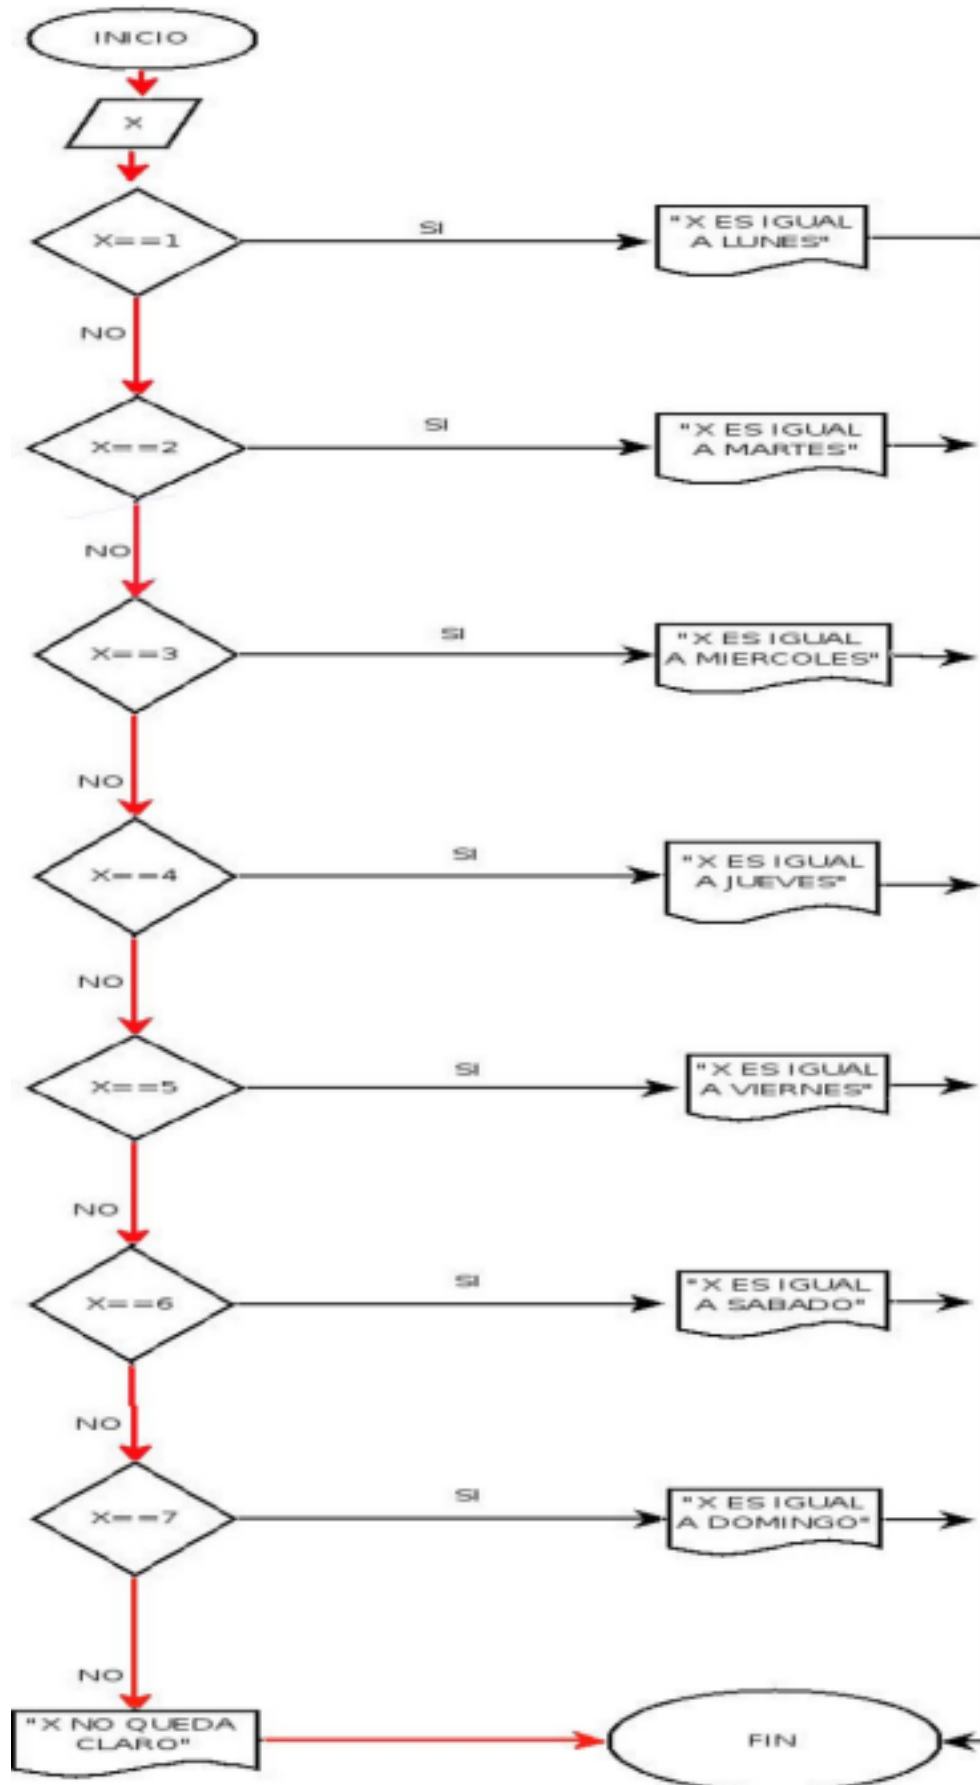 INICIO
X
X==1
SI
"X ES IGUAL
A LUNES"
NO
X==2
SI
"X ES IGUAL
A MARTES"
NO
X==3
SI
"X ES IGUAL
A MIERCOLES"
NO
X==4
SI
"X ES IGUAL
A JUEVES"
NO
X==5
SI
"X ES IGUAL
A VIERNES"
NO
X==6
SI
"X ES IGUAL
A SABADO"
NO
X==7
SI
"X ES IGUAL
A DOMINGO"
NO
"X NO QUEDA
CLARO"
FIN